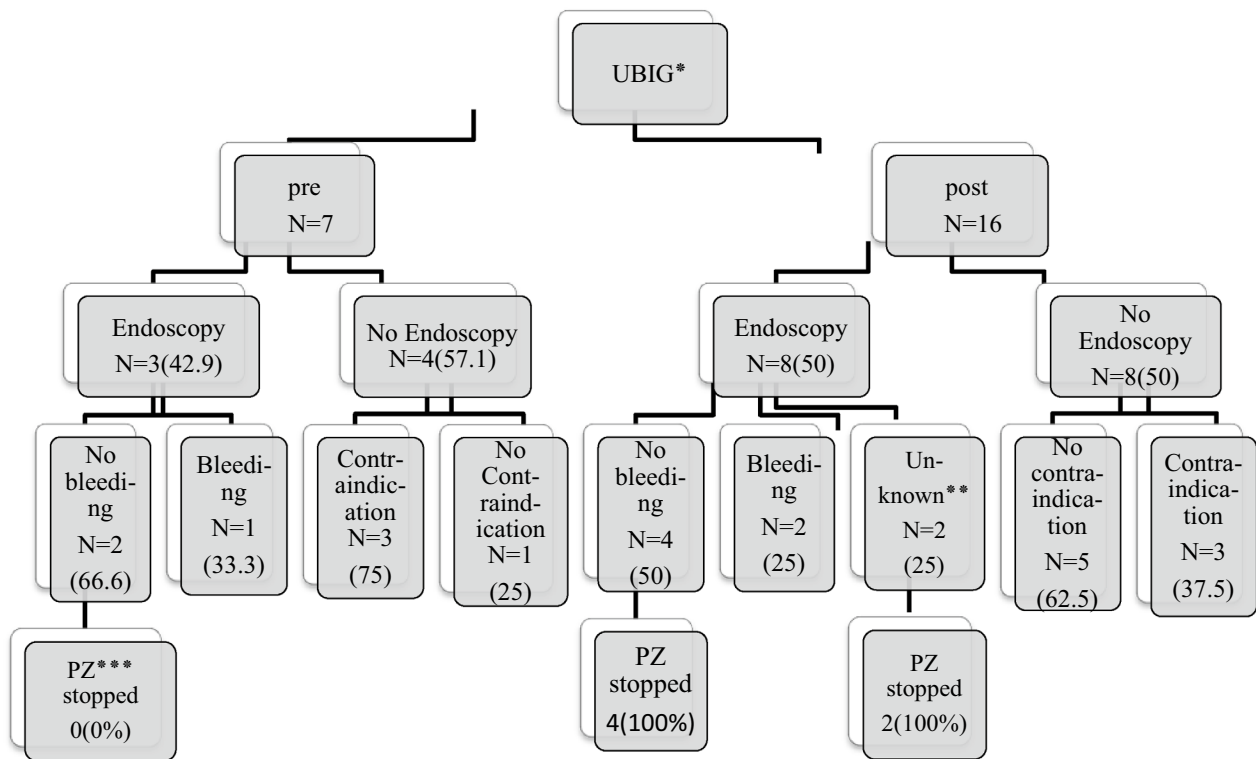 UBIG*
pre
N=7
post
N=16
Endoscopy
N=3(42.9)
No Endoscopy
N=4(57.1)
Endoscopy
N=8(50)
No
Endoscopy
N=8(50)
No
bleedi-
ng
N=2
(66.6)
Bleedi-
ng
N=1
(33.3)
Contr-
aindic-
ation
N=3
(75)
No
Cont-
raind-
ication
N=1
(25)
No
bleedi-
ng
N=4
(50)
Bleedi-
ng
N=2
(25)
Un-
known**
N=2
(25)
No
contra-
indica-
tion
N=5
(62.5)
Contra-
indica-
tion
N=3
(37.5)
PZ***
stopped
0(0%)
PZ
stopped
4(100%)
PZ
stopped
2(100%)